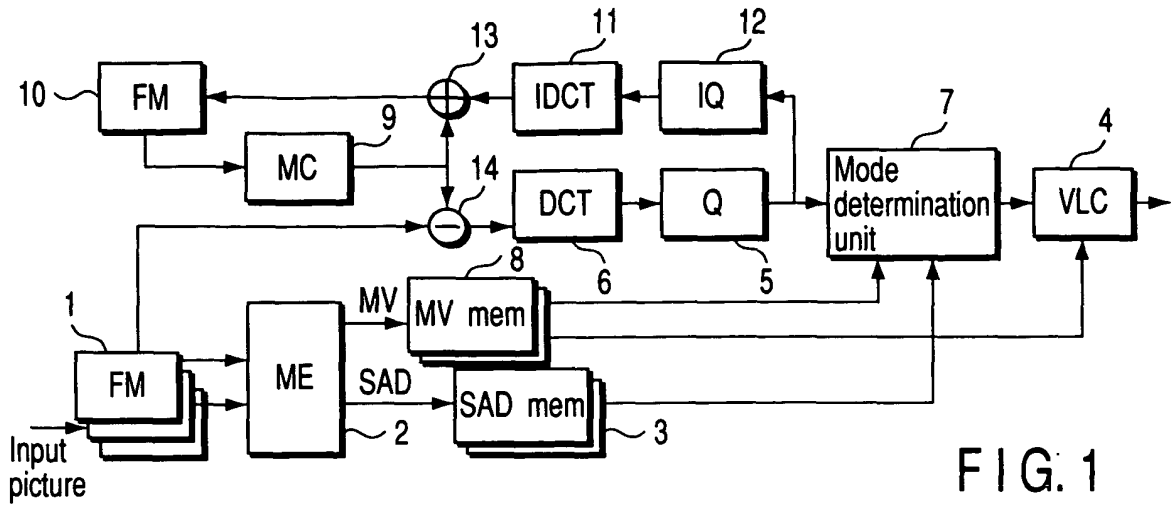 13
11
12
10
FM
IDCT
IQ
9
MC
7
4
14
DCT
Q
Mode
determination
unit
VLC
6
5
8
1
MV
MV mem
FM
ME
SAD
SAD mem
2
3
Input
picture
FIG. 1